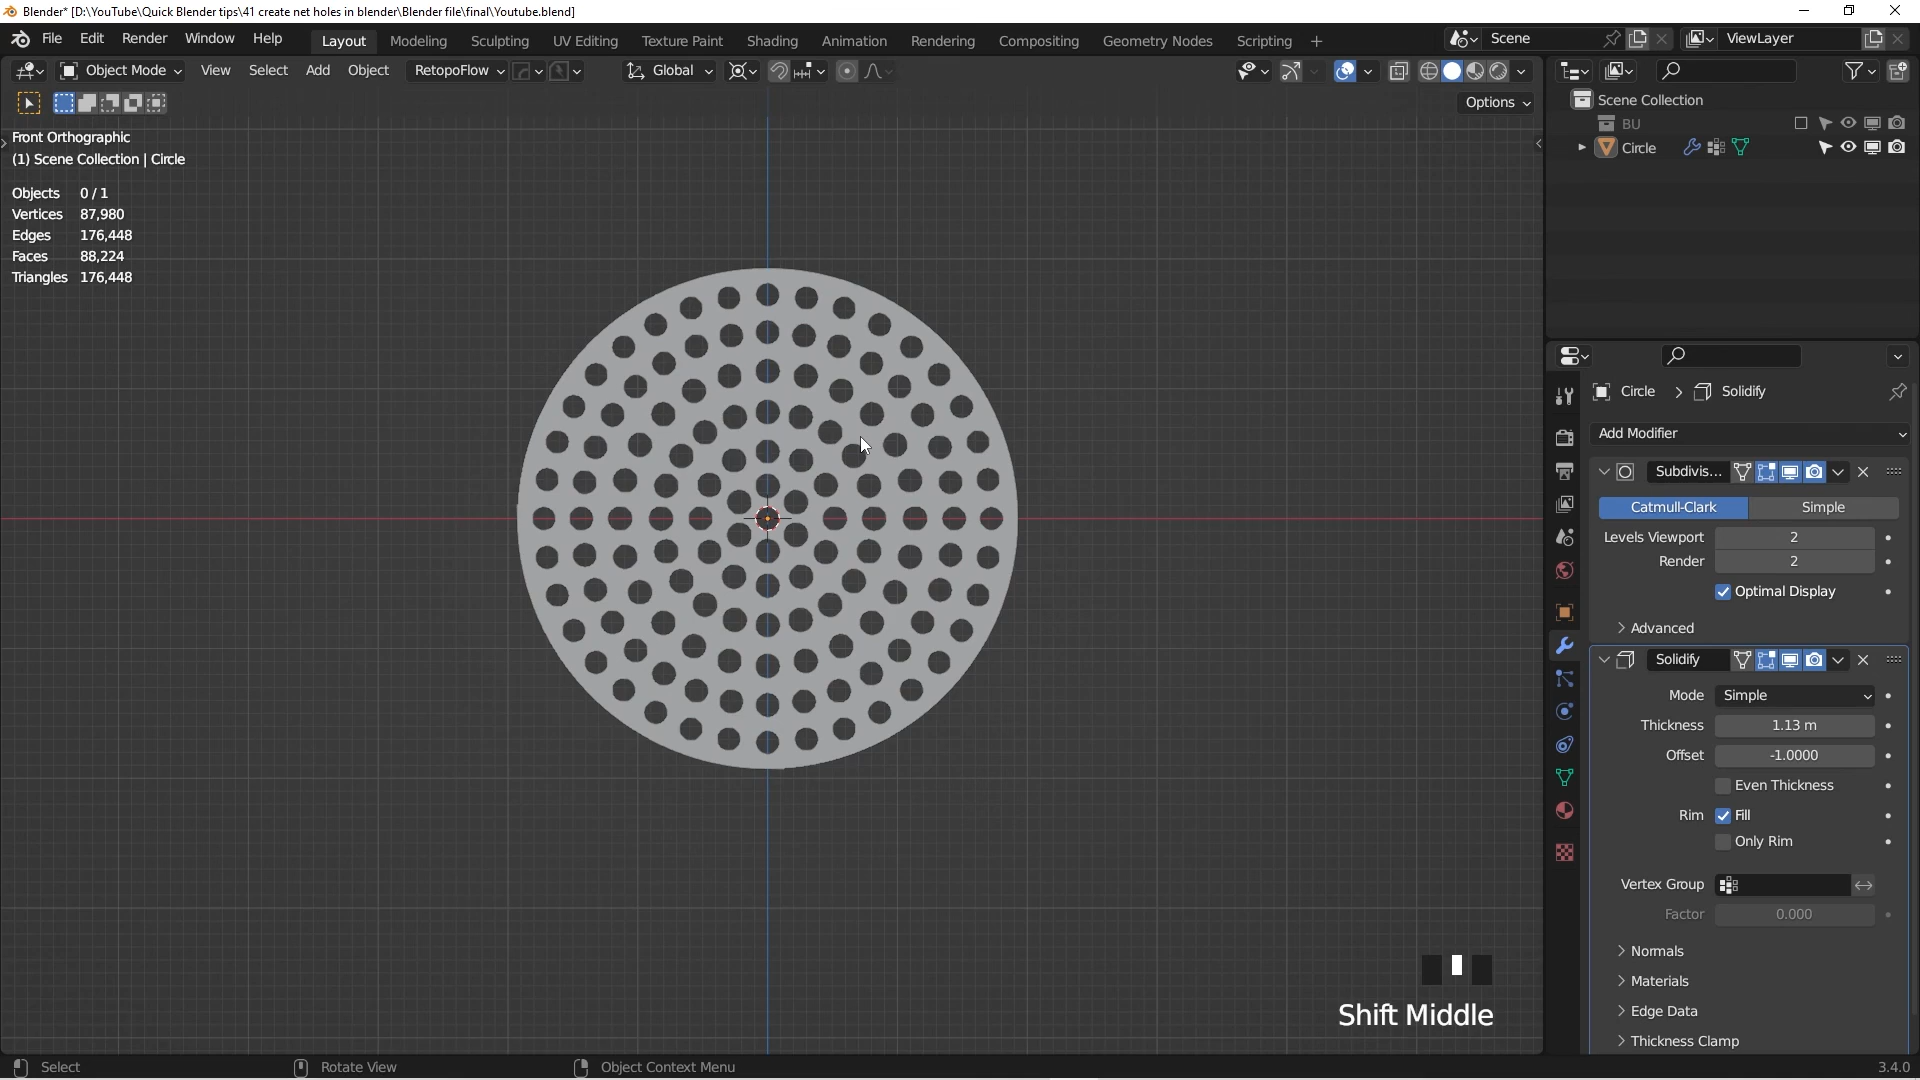 Blender* [D:\YouTube\Quick Blender tips\41 create net holes in blender\Blender file\final\Youtube.blend]
File Edit Render Window Help Layout Modeling Sculpting UV Editing Texture Paint Shading Animation Rendering Compositing Geometry Nodes Scripting + Scene ViewLayer
Object Mode View Select Add Object RetopoFlow Global
Options
Scene Collection
BU
Circle
Front Orthographic
(1) Scene Collection | Circle
Objects 0 / 1
Vertices 87,980
Edges 176,448
Faces 88,224
Triangles 176,448
Circle > Solidify
Add Modifier
Subdivis...
Catmull-Clark Simple
Levels Viewport 2
Render 2
Optimal Display
Advanced
Solidify
Mode Simple
Thickness 1.13 m
Offset -1.0000
Even Thickness
Rim Fill
Only Rim
Vertex Group
Factor 0.000
Normals
Materials
Edge Data
Thickness Clamp
Shift Middle
Select Rotate View Object Context Menu 3.4.0